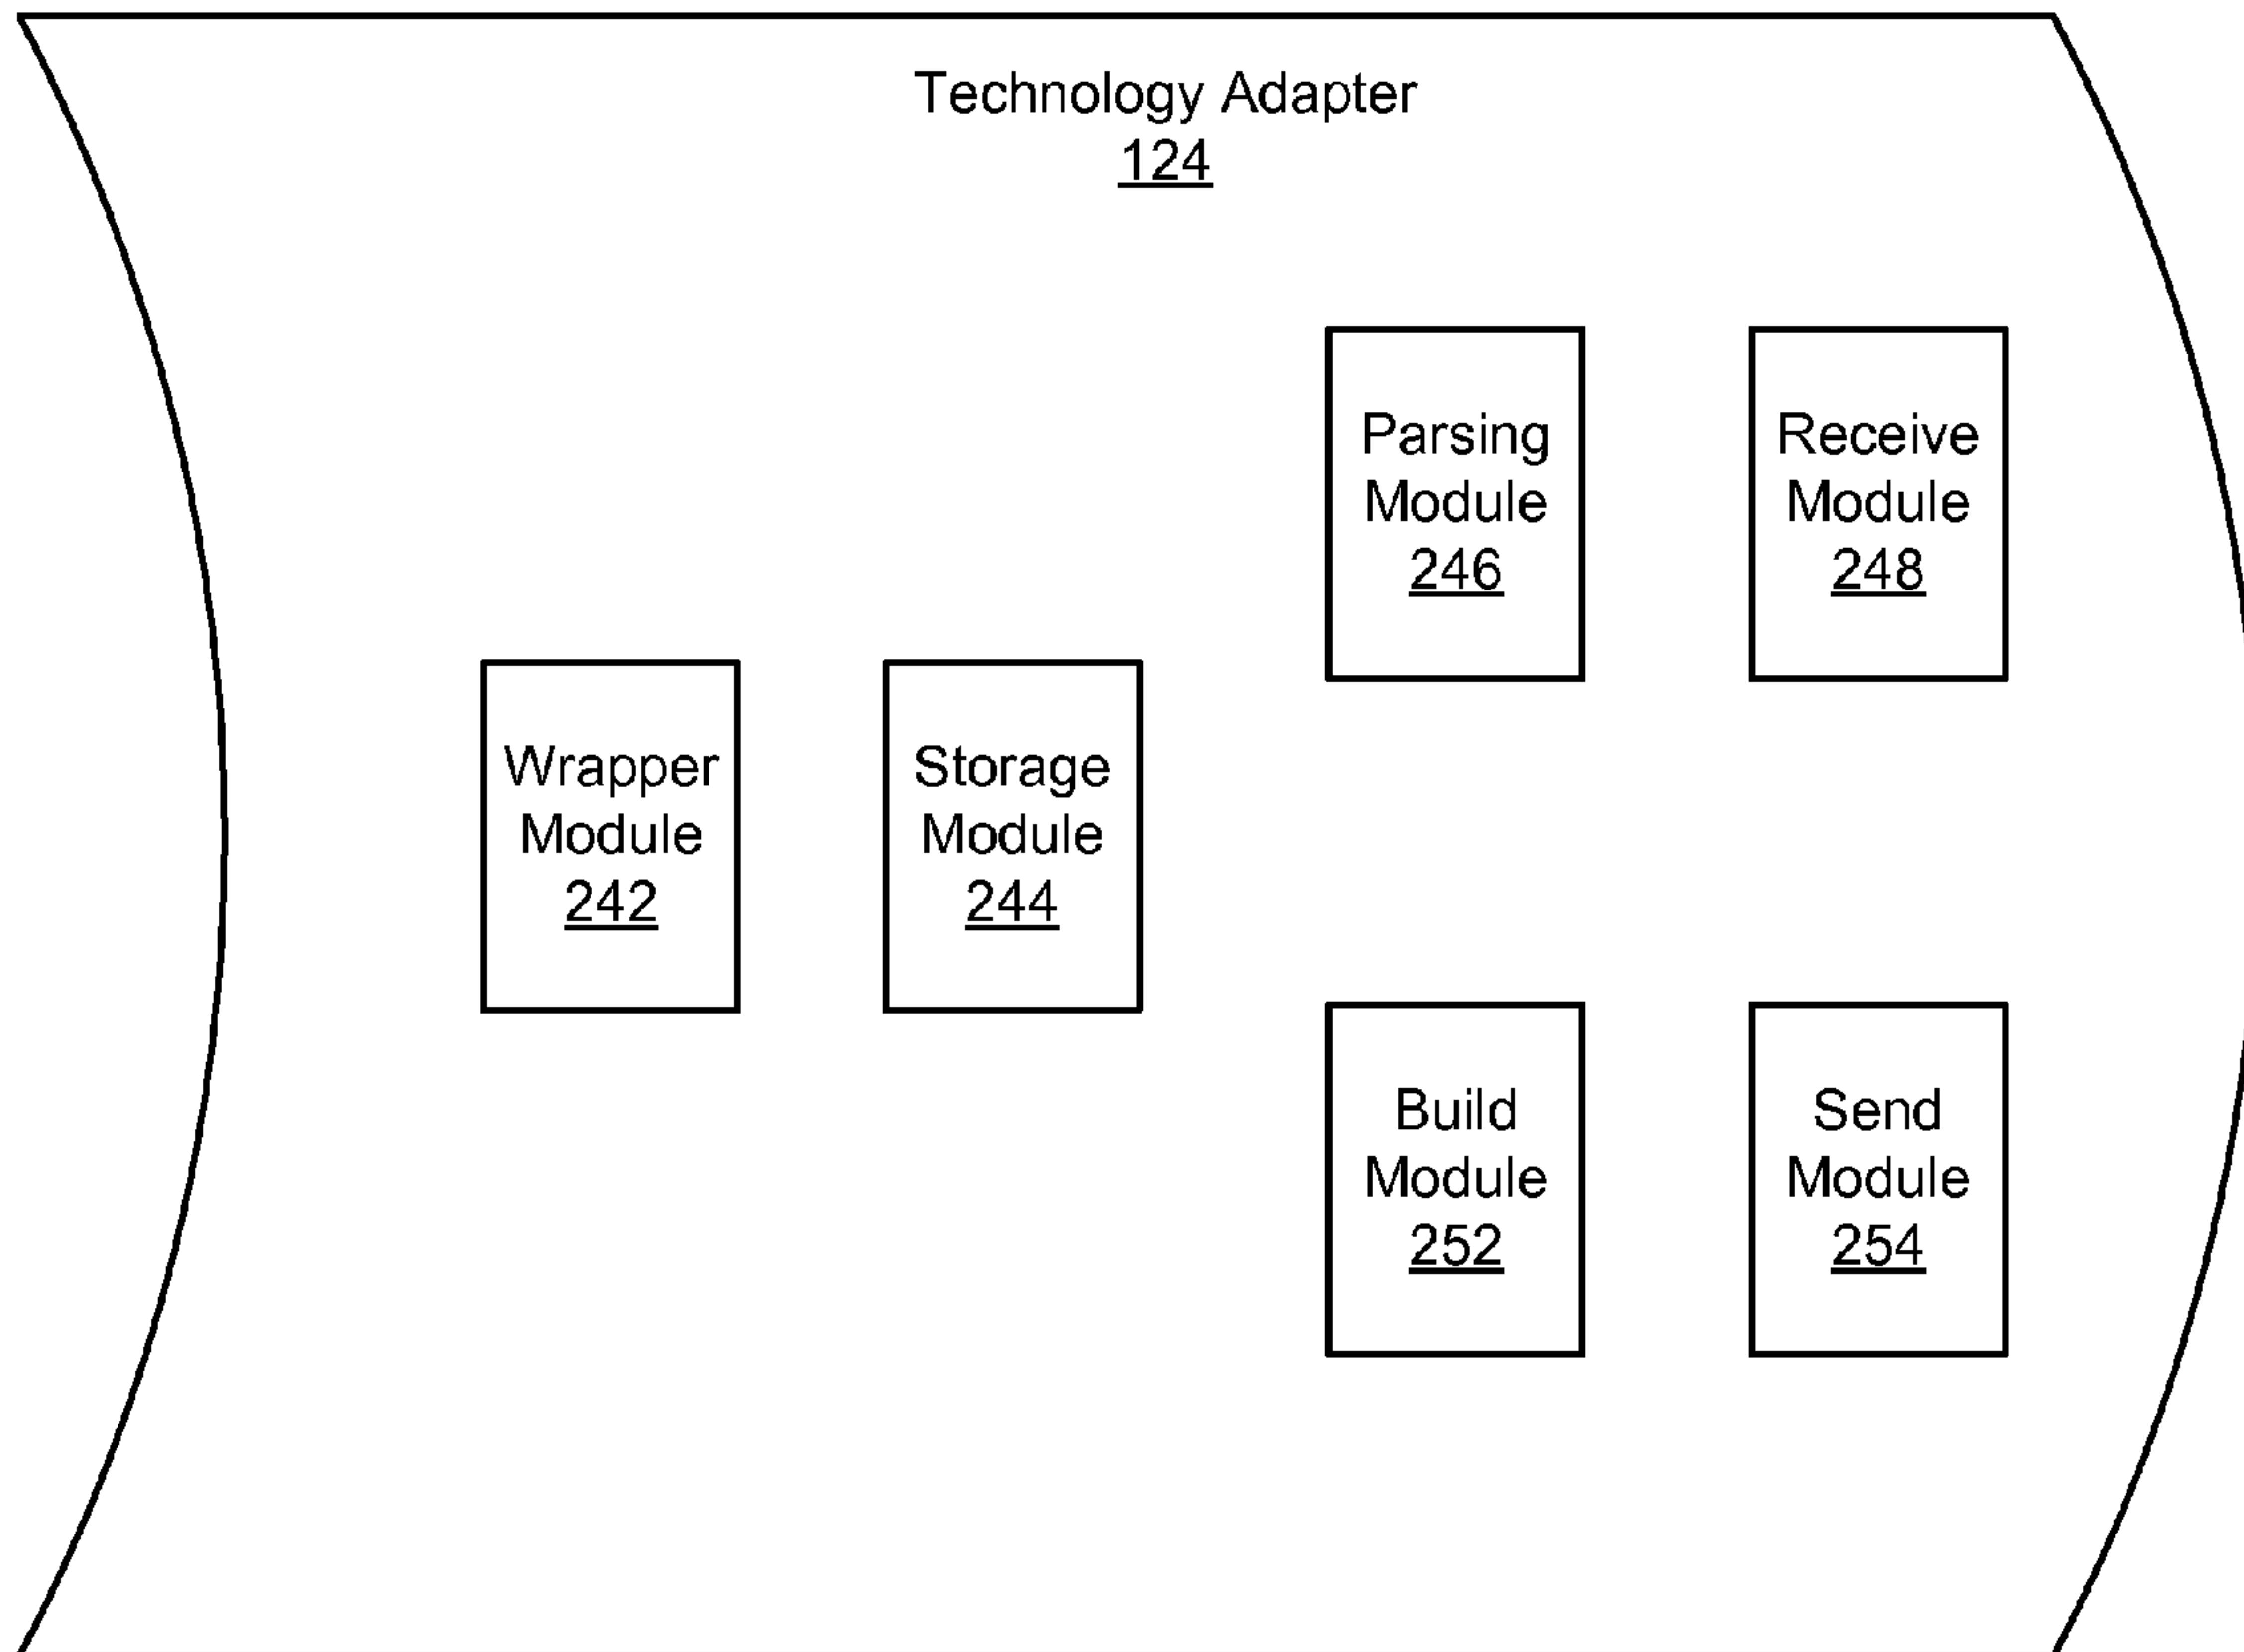 Technology Adapter
124
Parsing
Module
246
Receive
Module
248
Wrapper
Module
242
Storage
Module
244
Build
Module
252
Send
Module
254